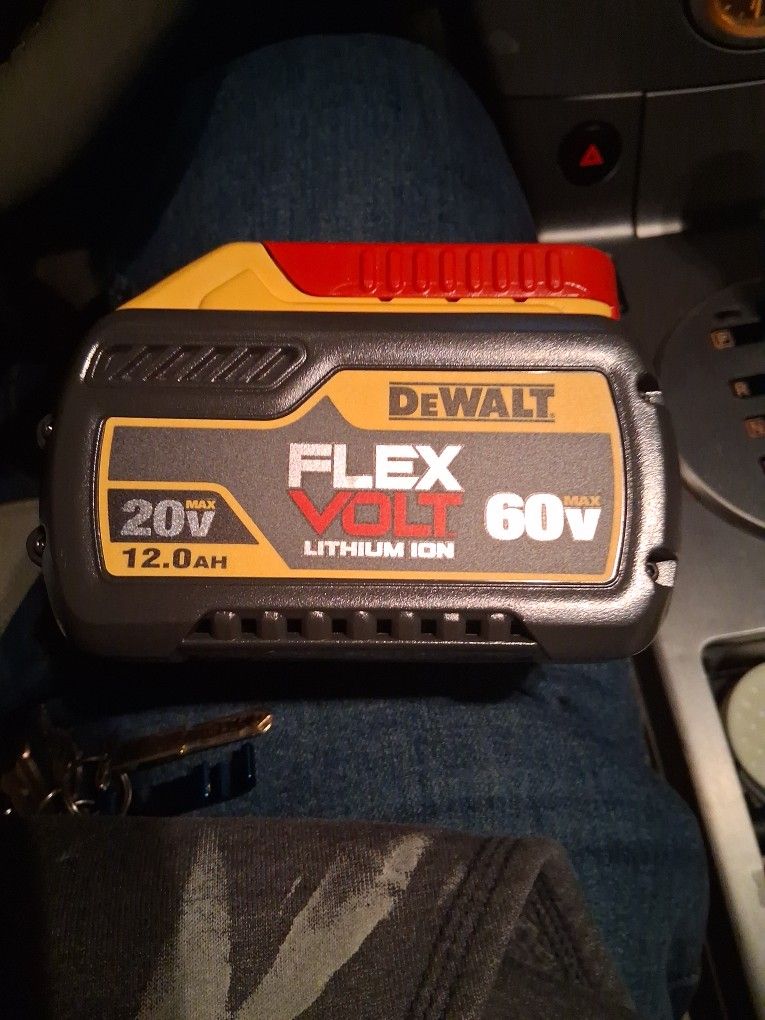 DEWALT
FLEX
VOLT
LITHIUM ION
20V MAX
12.0AH
60V MAX
R
N